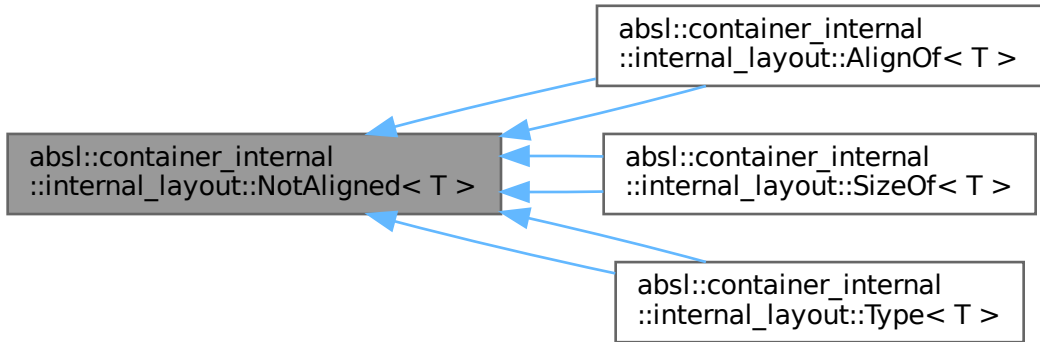 absl::container_internal
::internal_layout::AlignOf< T >
absl::container_internal
::internal_layout::NotAligned< T >
absl::container_internal
::internal_layout::SizeOf< T >
absl::container_internal
::internal_layout::Type< T >